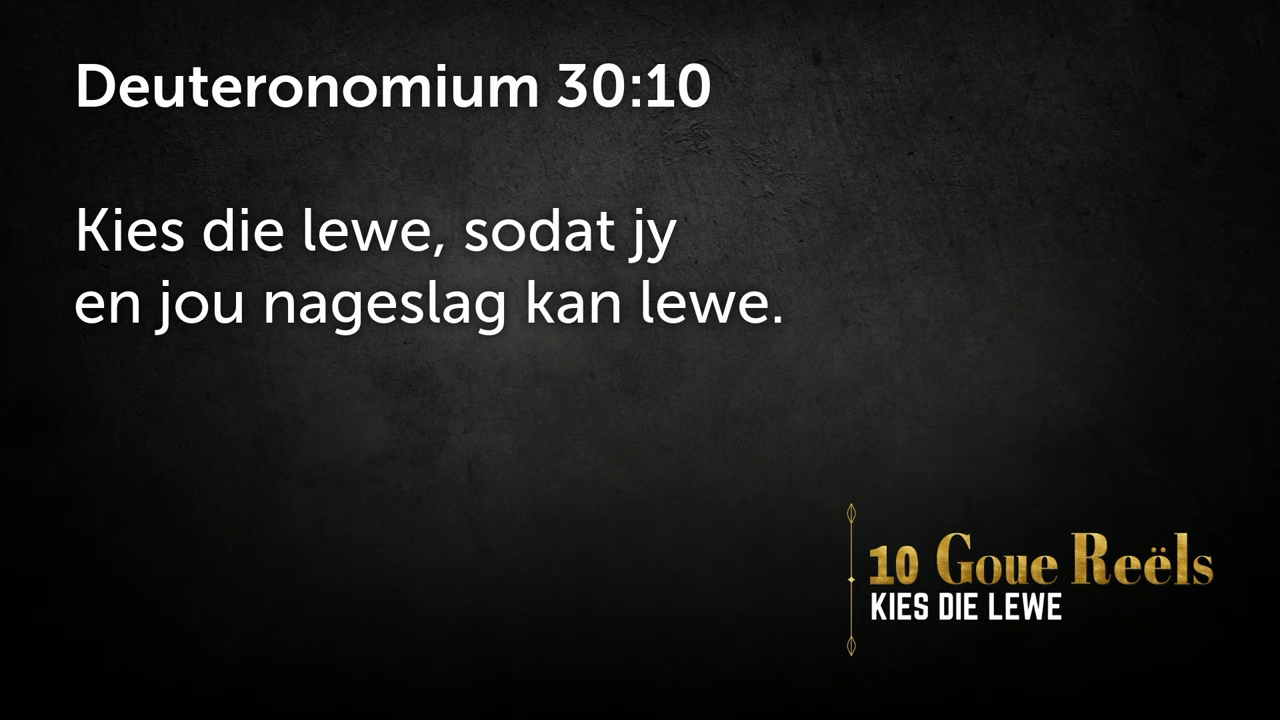 Deuteronomium 30:10
Kies die lewe, sodat jy
en jou nageslag kan lewe.
10 Goue Reëls
KIES DIE LEWE